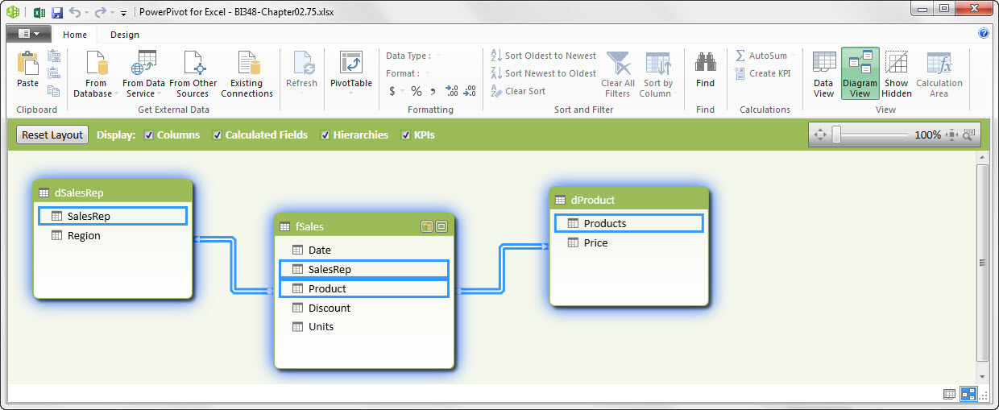 PowerPivot for Excel - BI348-Chapter02.75.xlsx
Home Design
Paste
From Database
From Data Service
From Other Sources
Existing Connections
Refresh
PivotTable
Data Type :
Format :
$ % , .00 .00
Sort Oldest to Newest
Sort Newest to Oldest
Clear Sort
Clear All Filters
Sort by Column
Find
AutoSum
Create KPI
Data View
Diagram View
Show Hidden
Calculation Area
Clipboard Get External Data Formatting Sort and Filter Find Calculations View
Reset Layout Display: Columns Calculated Fields Hierarchies KPIs 100%
dSalesRep
SalesRep
Region
fSales
Date
SalesRep
Product
Discount
Units
dProduct
Products
Price